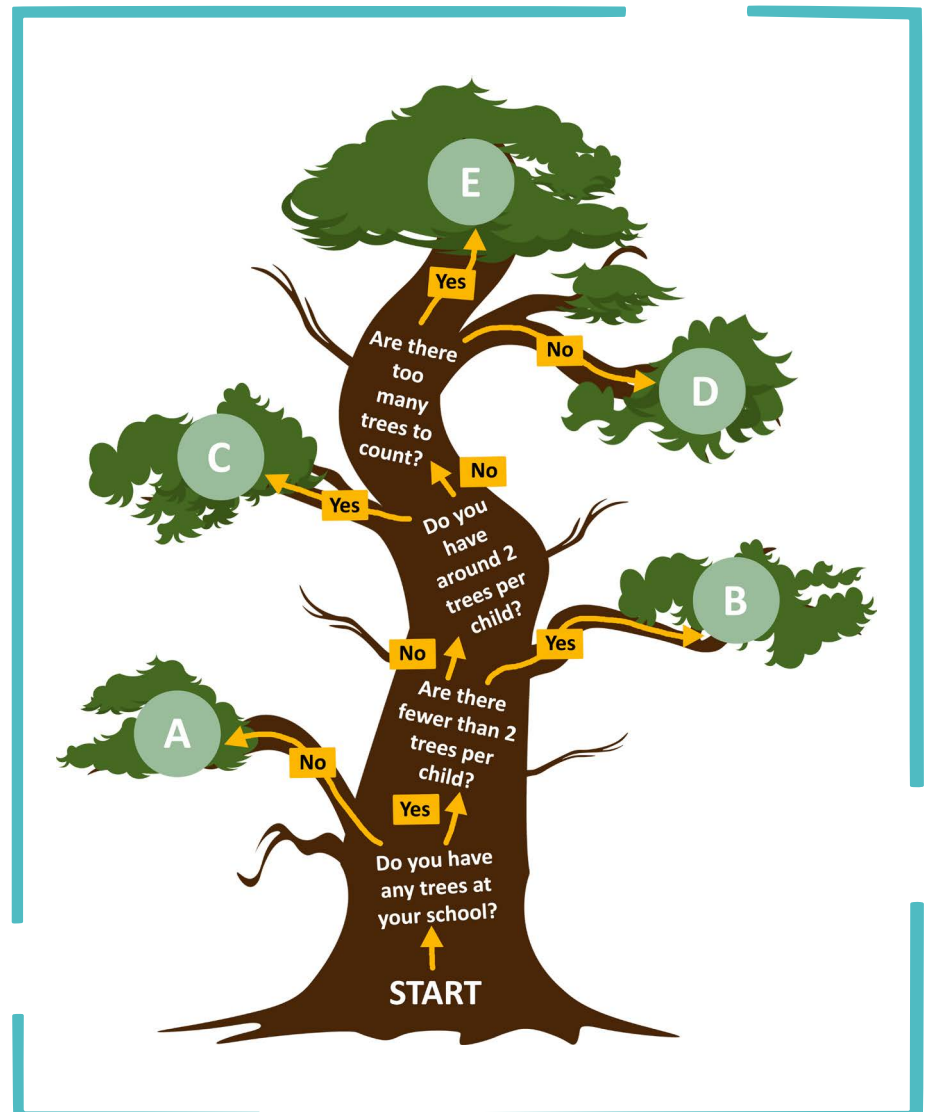 E
Yes
Are there
too
many
trees to
count?
No
D
C
Yes
No
Do you
have
around 2
trees per
child?
B
Yes
No
Are there
fewer than 2
trees per
child?
A
No
Yes
Do you have
any trees at
your school?
START